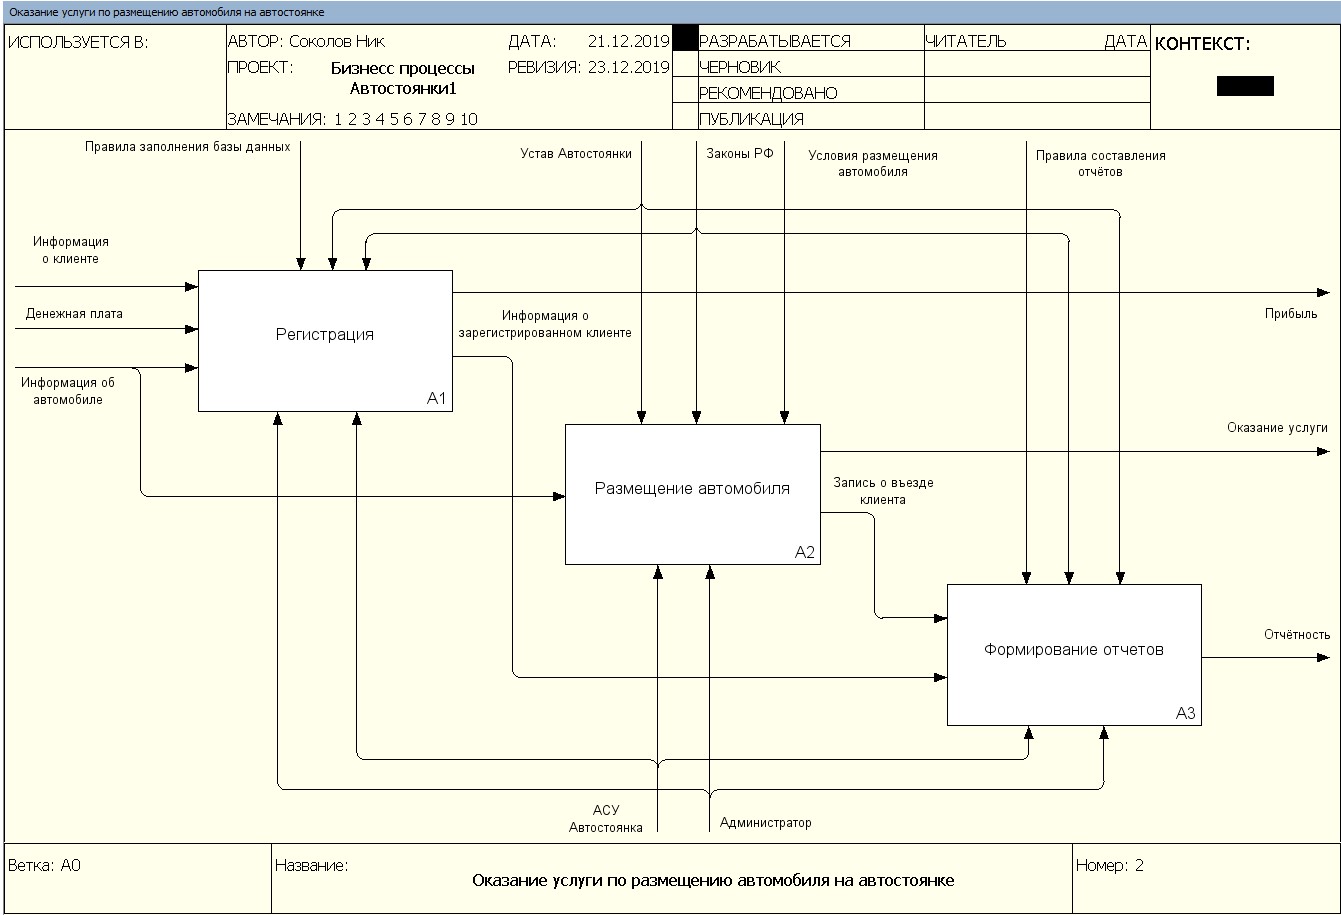 Оказание услуги по размещению автомобиля на автостоянке
ИСПОЛЬЗУЕТСЯ В:
АВТОР: Соколов Ник
ДАТА: 21.12.2019
РАЗРАБАТЫВАЕТСЯ
ЧИТАТЕЛЬ
ДАТА
КОНТЕКСТ:
ПРОЕКТ: Бизнесс процессы
Автостоянки1
РЕВИЗИЯ: 23.12.2019
ЧЕРНОВИК
РЕКОМЕНДОВАНО
ЗАМЕЧАНИЯ: 1 2 3 4 5 6 7 8 9 10
ПУБЛИКАЦИЯ
Правила заполнения базы данных
Устав Автостоянки
Законы РФ
Условия размещения
автомобиля
Правила составления
отчётов
Информация
о клиенте
Денежная плата
Информация об
автомобиле
Регистрация
A1
Информация о
зарегистрированном клиенте
Прибыль
Оказание услуги
Размещение автомобиля
A2
Запись о въезде
клиента
Формирование отчетов
A3
Отчётность
АСУ
Автостоянка
Администратор
Ветка: A0
Название:
Оказание услуги по размещению автомобиля на автостоянке
Номер: 2